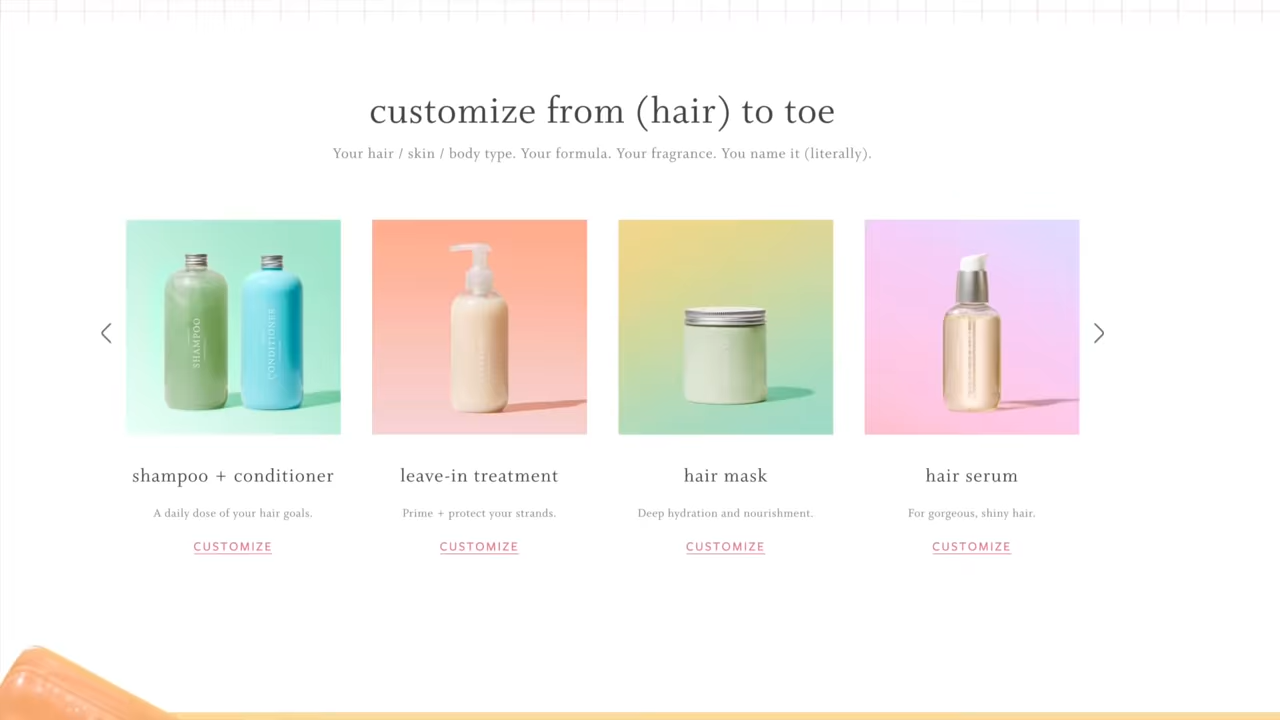 customize from (hair) to toe
Your hair / skin / body type. Your formula. Your fragrance. You name it (literally).
SHAMPOO
CONDITIONER
shampoo + conditioner
leave-in treatment
hair mask
hair serum
A daily dose of your hair goals.
Prime + protect your strands.
Deep hydration and nourishment.
For gorgeous, shiny hair.
CUSTOMIZE
CUSTOMIZE
CUSTOMIZE
CUSTOMIZE